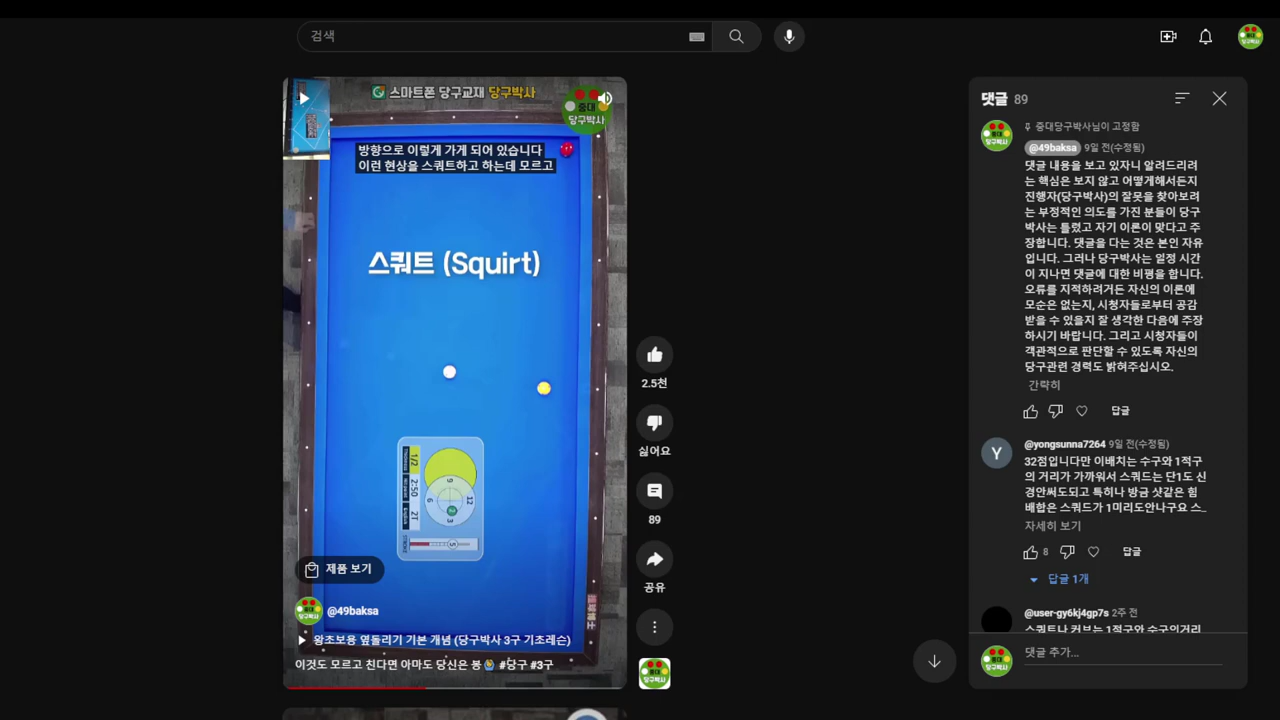 검색
스마트폰 당구교재 당구박사
중대
당구박사
방향으로 이렇게 가게 되어 있습니다
이런 현상을 스쿼트하고 하는데 모르고
스쿼트 (Squirt)
1/2
2:50
2T
9
12
6
3
제품 보기
@49baksa
왕초보용 옆돌리기 기본 개념 (당구박사 3구 기초레슨)
이것도 모르고 친다면 아마도 당신은 봉 #당구 #3구
2.5천
싫어요
89
공유
댓글 89
중대당구박사님이 고정함
@49baksa 9일 전(수정됨)
댓글 내용을 보고 있자니 알려드리려
는 핵심은 보지 않고 어떻게해서든지
진행자(당구박사)의 잘못을 찾아보려
는 부정적인 의도를 가진 분들이 당구
박사는 틀렸고 자기 이론이 맞다고 주
장합니다. 댓글을 다는 것은 본인 자유
입니다. 그러나 당구박사는 일정 시간
이 지나면 댓글에 대한 비평을 합니다.
오류를 지적하려거든 자신의 이론에
모순은 없는지, 시청자들로부터 공감
받을 수 있을지 잘 생각한 다음에 주장
하시기 바랍니다. 그리고 시청자들이
객관적으로 판단할 수 있도록 자신의
당구관련 경력도 밝혀주십시오.
간략히
답글
Y
@yongsunna7264 9일 전(수정됨)
32점입니다만 이배치는 수구와 1적구
의 거리가 가까워서 스쿼드는 단1도 신
경안써도되고 특히나 방금 샷같은 힘
배합은 스쿼드가 1미리도안나구요 스...
자세히 보기
8
답글
답글 1개
@user-gy6kj4gp7s 2주 전
스쿼트나 커브는 1적구와 수구의거리
댓글 추가...